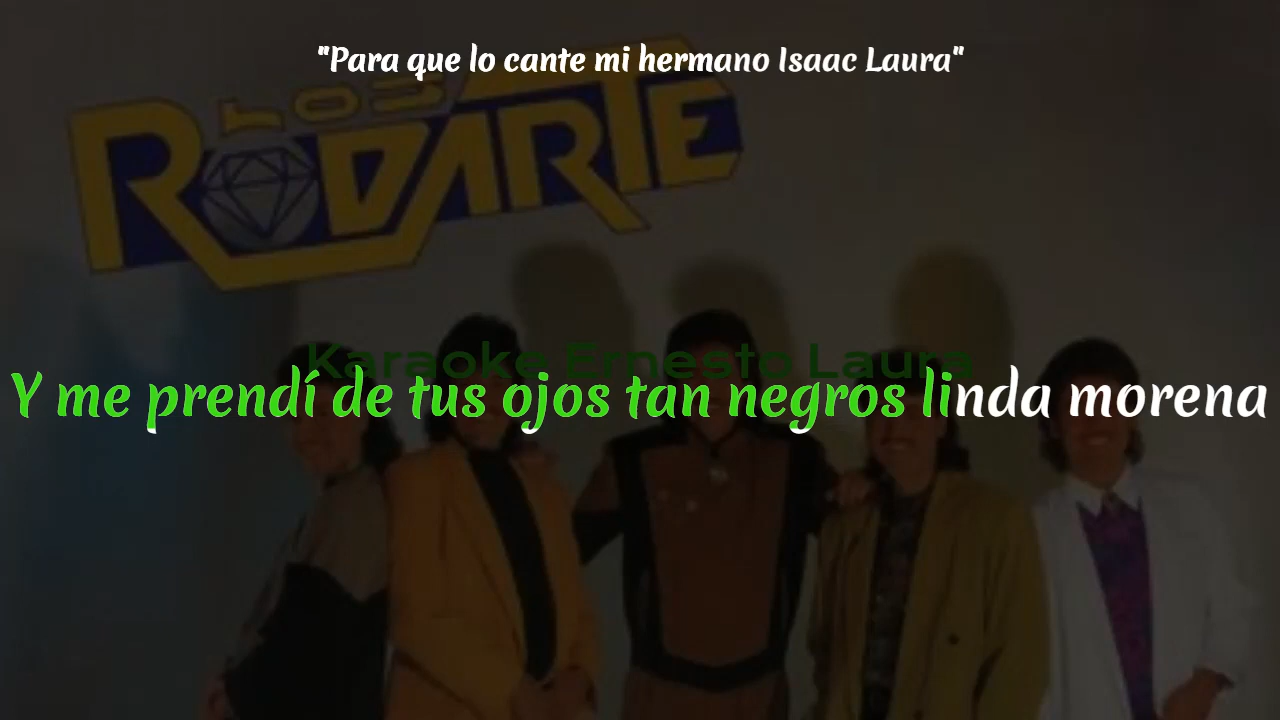 "Para que lo cante mi hermano Isaac Laura"
LOS
RODARTE
Karaoke Ernesto Laura
Y me prendí de tus ojos tan negros linda morena